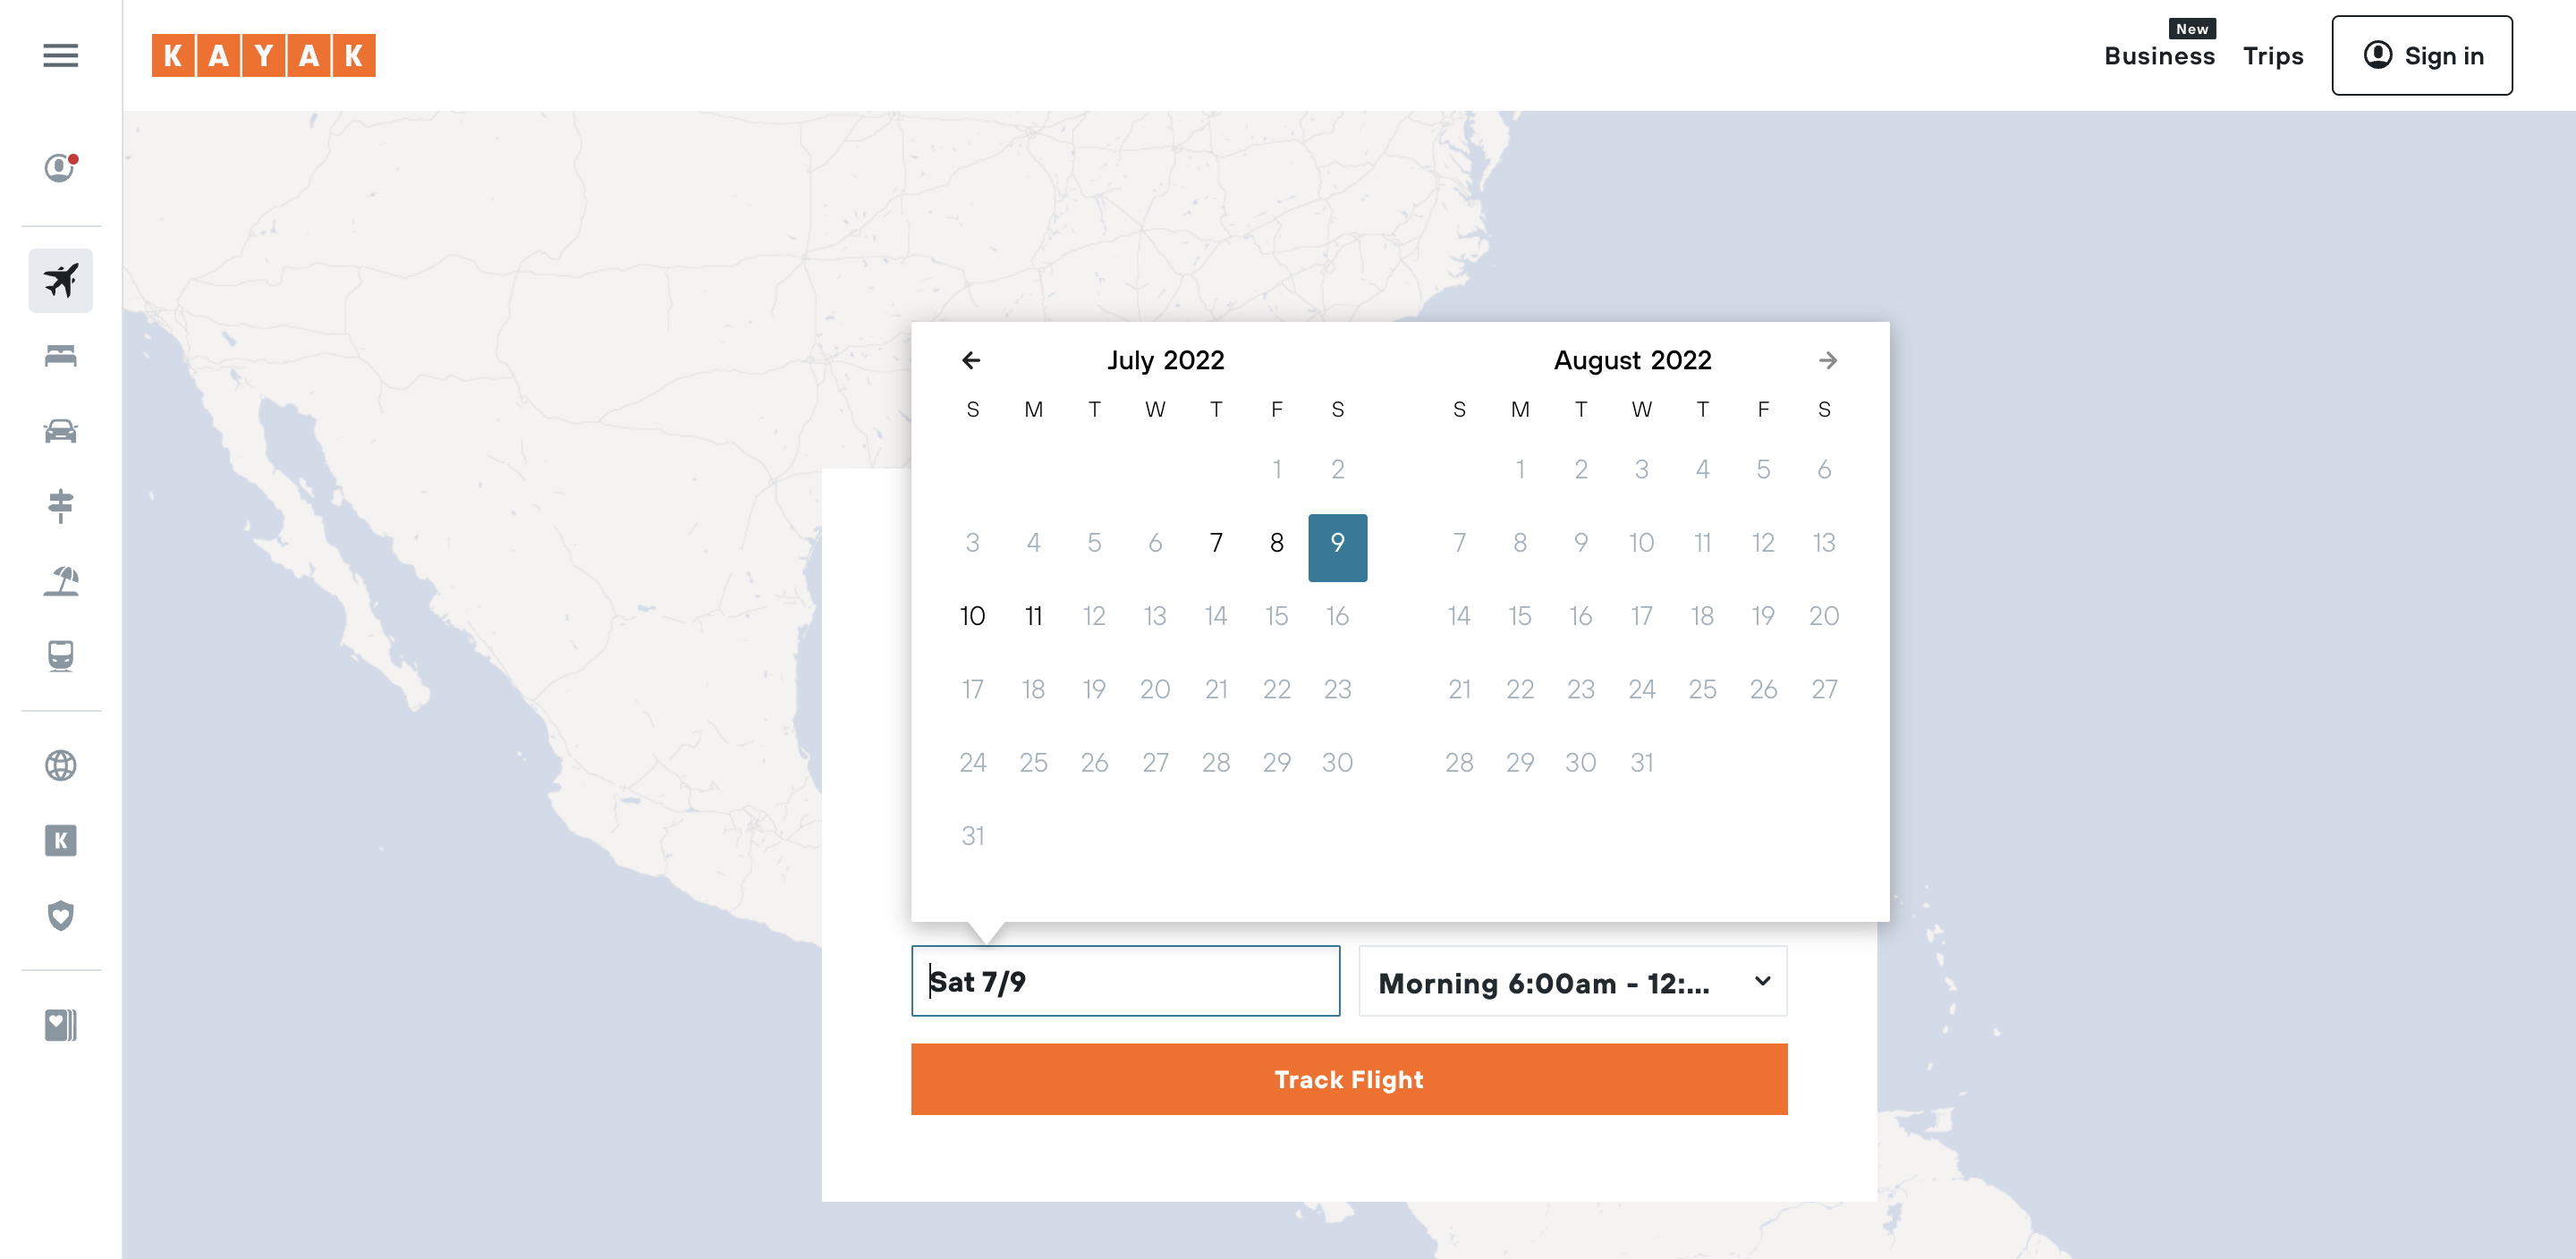 KAYAK
New
Business Trips Sign in
July 2022
S M T W T F S
1 2
3 4 5 6 7 8 9
10 11 12 13 14 15 16
17 18 19 20 21 22 23
24 25 26 27 28 29 30
31
August 2022
S M T W T F S
1 2 3 4 5 6
7 8 9 10 11 12 13
14 15 16 17 18 19 20
21 22 23 24 25 26 27
28 29 30 31
K
Sat 7/9
Morning 6:00am - 12:...
Track Flight